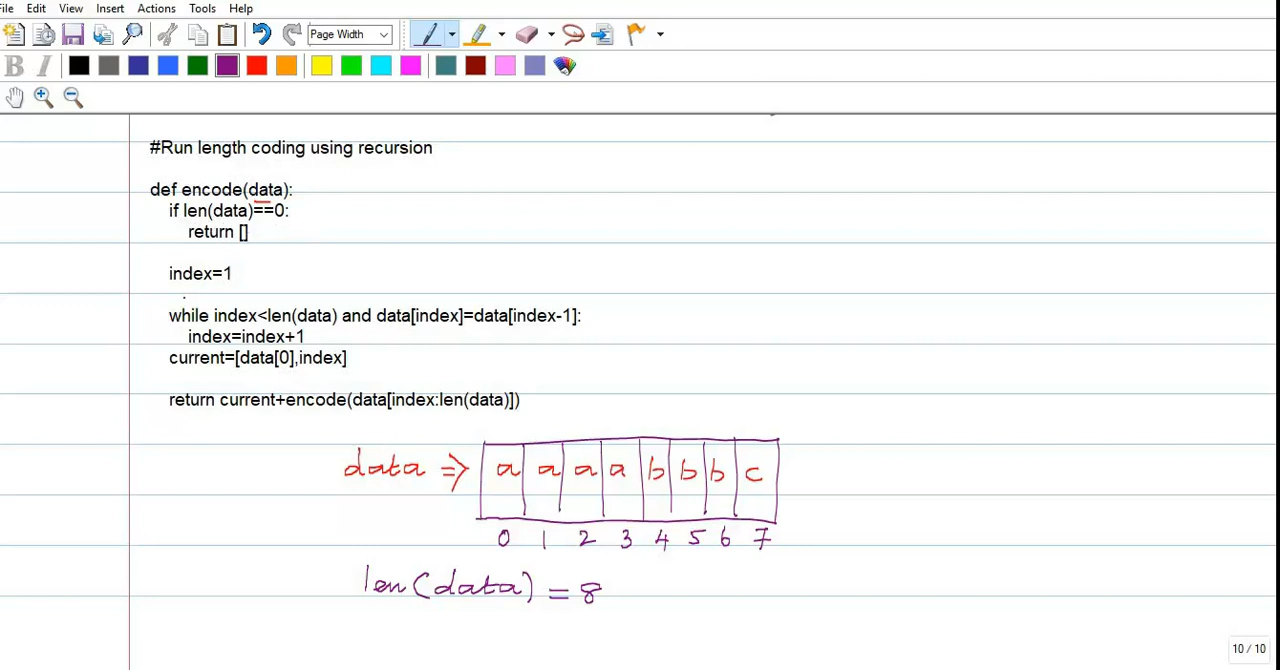 File Edit View Insert Actions Tools Help
Page Width
B I
#Run length coding using recursion
def encode(data):
if len(data)==0:
return []
index=1
while index<len(data) and data[index]=data[index-1]:
index=index+1
current=[data[0],index]
return current+encode(data[index:len(data)])
data => a a a a b b b c
0 1 2 3 4 5 6 7
len(data) = 8
10 / 10